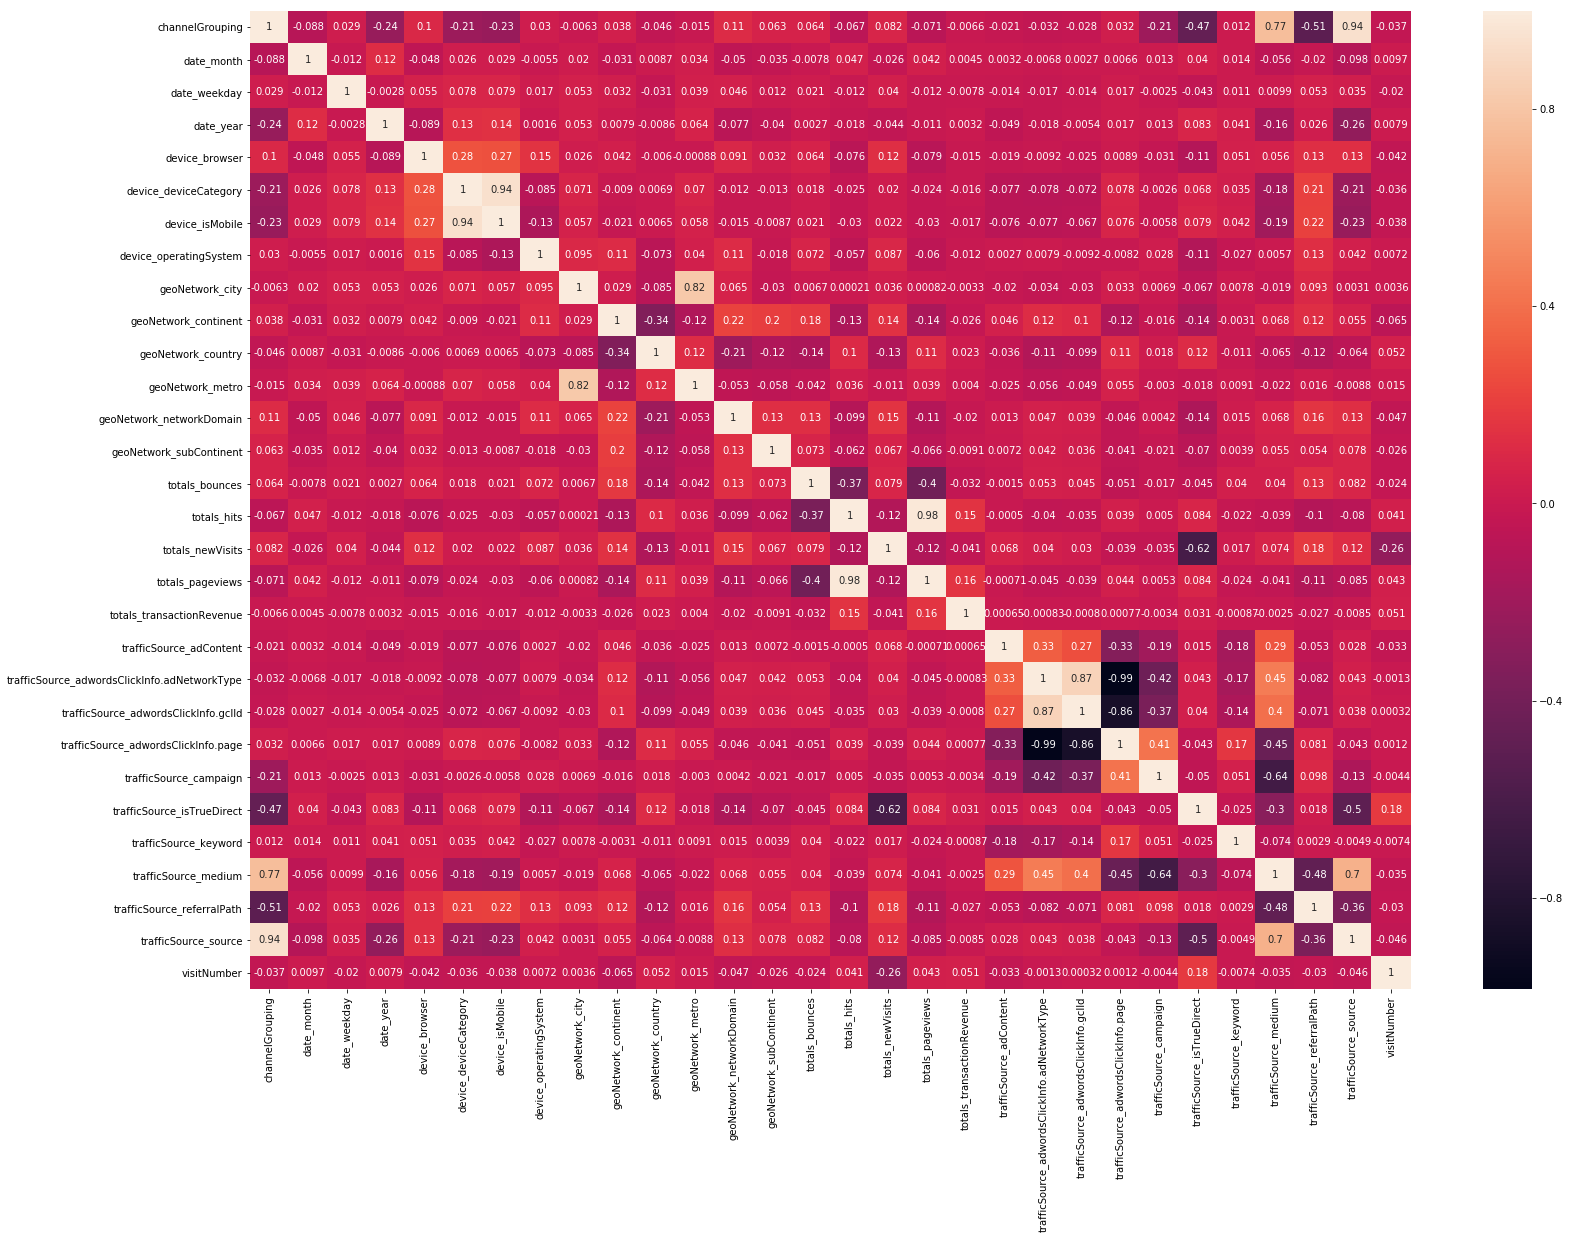 channelGrouping 1 -0.088 0.029 -0.24 0.1 -0.21 -0.23 0.03 -0.0063 0.038 -0.046 -0.015 0.11 0.063 0.064 -0.067 0.082 -0.071 -0.0066 -0.021 -0.032 -0.028 0.032 -0.21 -0.47 0.012 0.77 -0.51 0.94 -0.037
date_month -0.088 1 -0.012 0.12 -0.048 0.026 0.029 -0.0055 0.02 -0.031 0.0087 0.034 -0.05 -0.035 -0.0078 0.047 -0.026 0.042 0.0045 0.0032 -0.0068 0.0027 0.0066 0.013 0.04 0.014 -0.056 -0.02 -0.098 0.0097
date_weekday 0.029 -0.012 1 -0.0028 0.055 0.078 0.079 0.017 0.053 0.032 -0.031 0.039 0.046 0.012 0.021 -0.012 0.04 -0.012 -0.0078 -0.014 -0.017 -0.014 0.017 -0.0025 -0.043 0.011 0.0099 0.053 0.035 -0.02
date_year -0.24 0.12 -0.0028 1 -0.089 0.13 0.14 0.0016 0.053 0.0079 -0.0086 0.064 -0.077 -0.04 0.0027 -0.018 -0.044 -0.011 0.0032 -0.049 -0.018 -0.0054 0.017 0.013 0.083 0.041 -0.16 0.026 -0.26 0.0079
device_browser 0.1 -0.048 0.055 -0.089 1 0.28 0.27 0.15 0.026 0.042 -0.006 -0.00088 0.091 0.032 0.064 -0.076 0.12 -0.079 -0.015 -0.019 -0.0092 -0.025 0.0089 -0.031 -0.11 0.051 0.056 0.13 0.13 -0.042
device_deviceCategory -0.21 0.026 0.078 0.13 0.28 1 0.94 -0.085 0.071 -0.009 0.0069 0.07 -0.012 -0.013 0.018 -0.025 0.02 -0.024 -0.016 -0.077 -0.078 -0.072 0.078 -0.0026 0.068 0.035 -0.18 0.21 -0.21 -0.036
device_isMobile -0.23 0.029 0.079 0.14 0.27 0.94 1 -0.13 0.057 -0.021 0.0065 0.058 -0.015 -0.0087 0.021 -0.03 0.022 -0.03 -0.017 -0.076 -0.077 -0.067 0.076 -0.0058 0.079 0.042 -0.19 0.22 -0.23 -0.038
device_operatingSystem 0.03 -0.0055 0.017 0.0016 0.15 -0.085 -0.13 1 0.095 0.11 -0.073 0.04 0.11 -0.018 0.072 -0.057 0.087 -0.06 -0.012 0.0027 0.0079 -0.0092 -0.0082 0.028 -0.11 -0.027 0.0057 0.13 0.042 0.0072
geoNetwork_city -0.0063 0.02 0.053 0.053 0.026 0.071 0.057 0.095 1 0.029 -0.085 0.82 0.065 -0.03 0.0067 0.00021 0.036 0.00082 -0.0033 -0.02 -0.034 -0.03 0.033 0.0069 -0.067 0.0078 -0.019 0.093 0.0031 0.0036
geoNetwork_continent 0.038 -0.031 0.032 0.0079 0.042 -0.009 -0.021 0.11 0.029 1 -0.34 -0.12 0.22 0.2 0.18 -0.13 0.14 -0.14 -0.026 0.046 0.12 0.1 -0.12 -0.016 -0.14 -0.0031 0.068 0.12 0.055 -0.065
geoNetwork_country -0.046 0.0087 -0.031 -0.0086 -0.006 0.0069 0.0065 -0.073 -0.085 -0.34 1 0.12 -0.21 -0.12 -0.14 0.1 -0.13 0.11 0.023 -0.036 -0.11 -0.099 0.11 0.018 0.12 -0.011 -0.065 -0.12 -0.064 0.052
geoNetwork_metro -0.015 0.034 0.039 0.064 -0.00088 0.07 0.058 0.04 0.82 -0.12 0.12 1 -0.053 -0.058 -0.042 0.036 -0.011 0.039 0.004 -0.025 -0.056 -0.049 0.055 -0.003 -0.018 0.0091 -0.022 0.016 -0.0088 0.015
geoNetwork_networkDomain 0.11 -0.05 0.046 -0.077 0.091 -0.012 -0.015 0.11 0.065 0.22 -0.21 -0.053 1 0.13 0.13 -0.099 0.15 -0.11 -0.02 0.013 0.047 0.039 -0.046 0.0042 -0.14 0.015 0.068 0.16 0.13 -0.047
geoNetwork_subContinent 0.063 -0.035 0.012 -0.04 0.032 -0.013 -0.0087 -0.018 -0.03 0.2 -0.12 -0.058 0.13 1 0.073 -0.062 0.067 -0.066 -0.0091 0.0072 0.042 0.036 -0.041 -0.021 -0.07 0.0039 0.055 0.054 0.078 -0.026
totals_bounces 0.064 -0.0078 0.021 0.0027 0.064 0.018 0.021 0.072 0.0067 0.18 -0.14 -0.042 0.13 0.073 1 -0.37 0.079 -0.4 -0.032 -0.0015 0.053 0.045 -0.051 -0.017 -0.045 0.04 0.04 0.13 0.082 -0.024
totals_hits -0.067 0.047 -0.012 -0.018 -0.076 -0.025 -0.03 -0.057 0.00021 -0.13 0.1 0.036 -0.099 -0.062 -0.37 1 -0.12 0.98 0.15 -0.0005 -0.04 -0.035 0.039 0.005 0.084 -0.022 -0.039 -0.1 -0.08 0.041
totals_newVisits 0.082 -0.026 0.04 -0.044 0.12 0.02 0.022 0.087 0.036 0.14 -0.13 -0.011 0.15 0.067 0.079 -0.12 1 -0.12 -0.041 0.068 0.04 0.03 -0.039 -0.035 -0.62 0.017 0.074 0.18 0.12 -0.26
totals_pageviews -0.071 0.042 -0.012 -0.011 -0.079 -0.024 -0.03 -0.06 0.00082 -0.14 0.11 0.039 -0.11 -0.066 -0.4 0.98 -0.12 1 0.16 -0.00071 -0.045 -0.039 0.044 0.0053 0.084 -0.024 -0.041 -0.11 -0.085 0.043
totals_transactionRevenue -0.0066 0.0045 -0.0078 0.0032 -0.015 -0.016 -0.017 -0.012 -0.0033 -0.026 0.023 0.004 -0.02 -0.0091 -0.032 0.15 -0.041 0.16 1 0.00065 -0.00083 -0.0008 0.00077 -0.0034 0.031 -0.00087 -0.0025 -0.027 -0.0085 0.051
trafficSource_adContent -0.021 0.0032 -0.014 -0.049 -0.019 -0.077 -0.076 0.0027 -0.02 0.046 -0.036 -0.025 0.013 0.0072 -0.0015 -0.0005 0.068 -0.00071 0.00065 1 0.33 0.27 -0.33 -0.19 0.015 -0.18 0.29 -0.053 0.028 -0.033
trafficSource_adwordsClickInfo.adNetworkType -0.032 -0.0068 -0.017 -0.018 -0.0092 -0.078 -0.077 0.0079 -0.034 0.12 -0.11 -0.056 0.047 0.042 0.053 -0.04 0.04 -0.045 -0.00083 0.33 1 0.87 -0.99 -0.42 0.043 -0.17 0.45 -0.082 0.043 -0.0013
trafficSource_adwordsClickInfo.gclId -0.028 0.0027 -0.014 -0.0054 -0.025 -0.072 -0.067 -0.0092 -0.03 0.1 -0.099 -0.049 0.039 0.036 0.045 -0.035 0.03 -0.039 -0.0008 0.27 0.87 1 -0.86 -0.37 0.04 -0.14 0.4 -0.071 0.038 0.00032
trafficSource_adwordsClickInfo.page 0.032 0.0066 0.017 0.017 0.0089 0.078 0.076 -0.0082 0.033 -0.12 0.11 0.055 -0.046 -0.041 -0.051 0.039 -0.039 0.044 0.00077 -0.33 -0.99 -0.86 1 0.41 -0.043 0.17 -0.45 0.081 -0.043 0.0012
trafficSource_campaign -0.21 0.013 -0.0025 0.013 -0.031 -0.0026 -0.0058 0.028 0.0069 -0.016 0.018 -0.003 0.0042 -0.021 -0.017 0.005 -0.035 0.0053 -0.0034 -0.19 -0.42 -0.37 0.41 1 -0.05 0.051 -0.64 0.098 -0.13 -0.0044
trafficSource_isTrueDirect -0.47 0.04 -0.043 0.083 -0.11 0.068 0.079 -0.11 -0.067 -0.14 0.12 -0.018 -0.14 -0.07 -0.045 0.084 -0.62 0.084 0.031 0.015 0.043 0.04 -0.043 -0.05 1 -0.025 -0.3 0.018 -0.5 0.18
trafficSource_keyword 0.012 0.014 0.011 0.041 0.051 0.035 0.042 -0.027 0.0078 -0.0031 -0.011 0.0091 0.015 0.0039 0.04 -0.022 0.017 -0.024 -0.00087 -0.18 -0.17 -0.14 0.17 0.051 -0.025 1 -0.074 0.0029 -0.0049 -0.0074
trafficSource_medium 0.77 -0.056 0.0099 -0.16 0.056 -0.18 -0.19 0.0057 -0.019 0.068 -0.065 -0.022 0.068 0.055 0.04 -0.039 0.074 -0.041 -0.0025 0.29 0.45 0.4 -0.45 -0.64 -0.3 -0.074 1 -0.48 0.7 -0.035
trafficSource_referralPath -0.51 -0.02 0.053 0.026 0.13 0.21 0.22 0.13 0.093 0.12 -0.12 0.016 0.16 0.054 0.13 -0.1 0.18 -0.11 -0.027 -0.053 -0.082 -0.071 0.081 0.098 0.018 0.0029 -0.48 1 -0.36 -0.03
trafficSource_source 0.94 -0.098 0.035 -0.26 0.13 -0.21 -0.23 0.042 0.0031 0.055 -0.064 -0.0088 0.13 0.078 0.082 -0.08 0.12 -0.085 -0.0085 0.028 0.043 0.038 -0.043 -0.13 -0.5 -0.0049 0.7 -0.36 1 -0.046
visitNumber -0.037 0.0097 -0.02 0.0079 -0.042 -0.036 -0.038 0.0072 0.0036 -0.065 0.052 0.015 -0.047 -0.026 -0.024 0.041 -0.26 0.043 0.051 -0.033 -0.0013 0.00032 0.0012 -0.0044 0.18 -0.0074 -0.035 -0.03 -0.046 1
channelGrouping
date_month
date_weekday
date_year
device_browser
device_deviceCategory
device_isMobile
device_operatingSystem
geoNetwork_city
geoNetwork_continent
geoNetwork_country
geoNetwork_metro
geoNetwork_networkDomain
geoNetwork_subContinent
totals_bounces
totals_hits
totals_newVisits
totals_pageviews
totals_transactionRevenue
trafficSource_adContent
trafficSource_adwordsClickInfo.adNetworkType
trafficSource_adwordsClickInfo.gclId
trafficSource_adwordsClickInfo.page
trafficSource_campaign
trafficSource_isTrueDirect
trafficSource_keyword
trafficSource_medium
trafficSource_referralPath
trafficSource_source
visitNumber
0.8
0.4
0.0
-0.4
-0.8